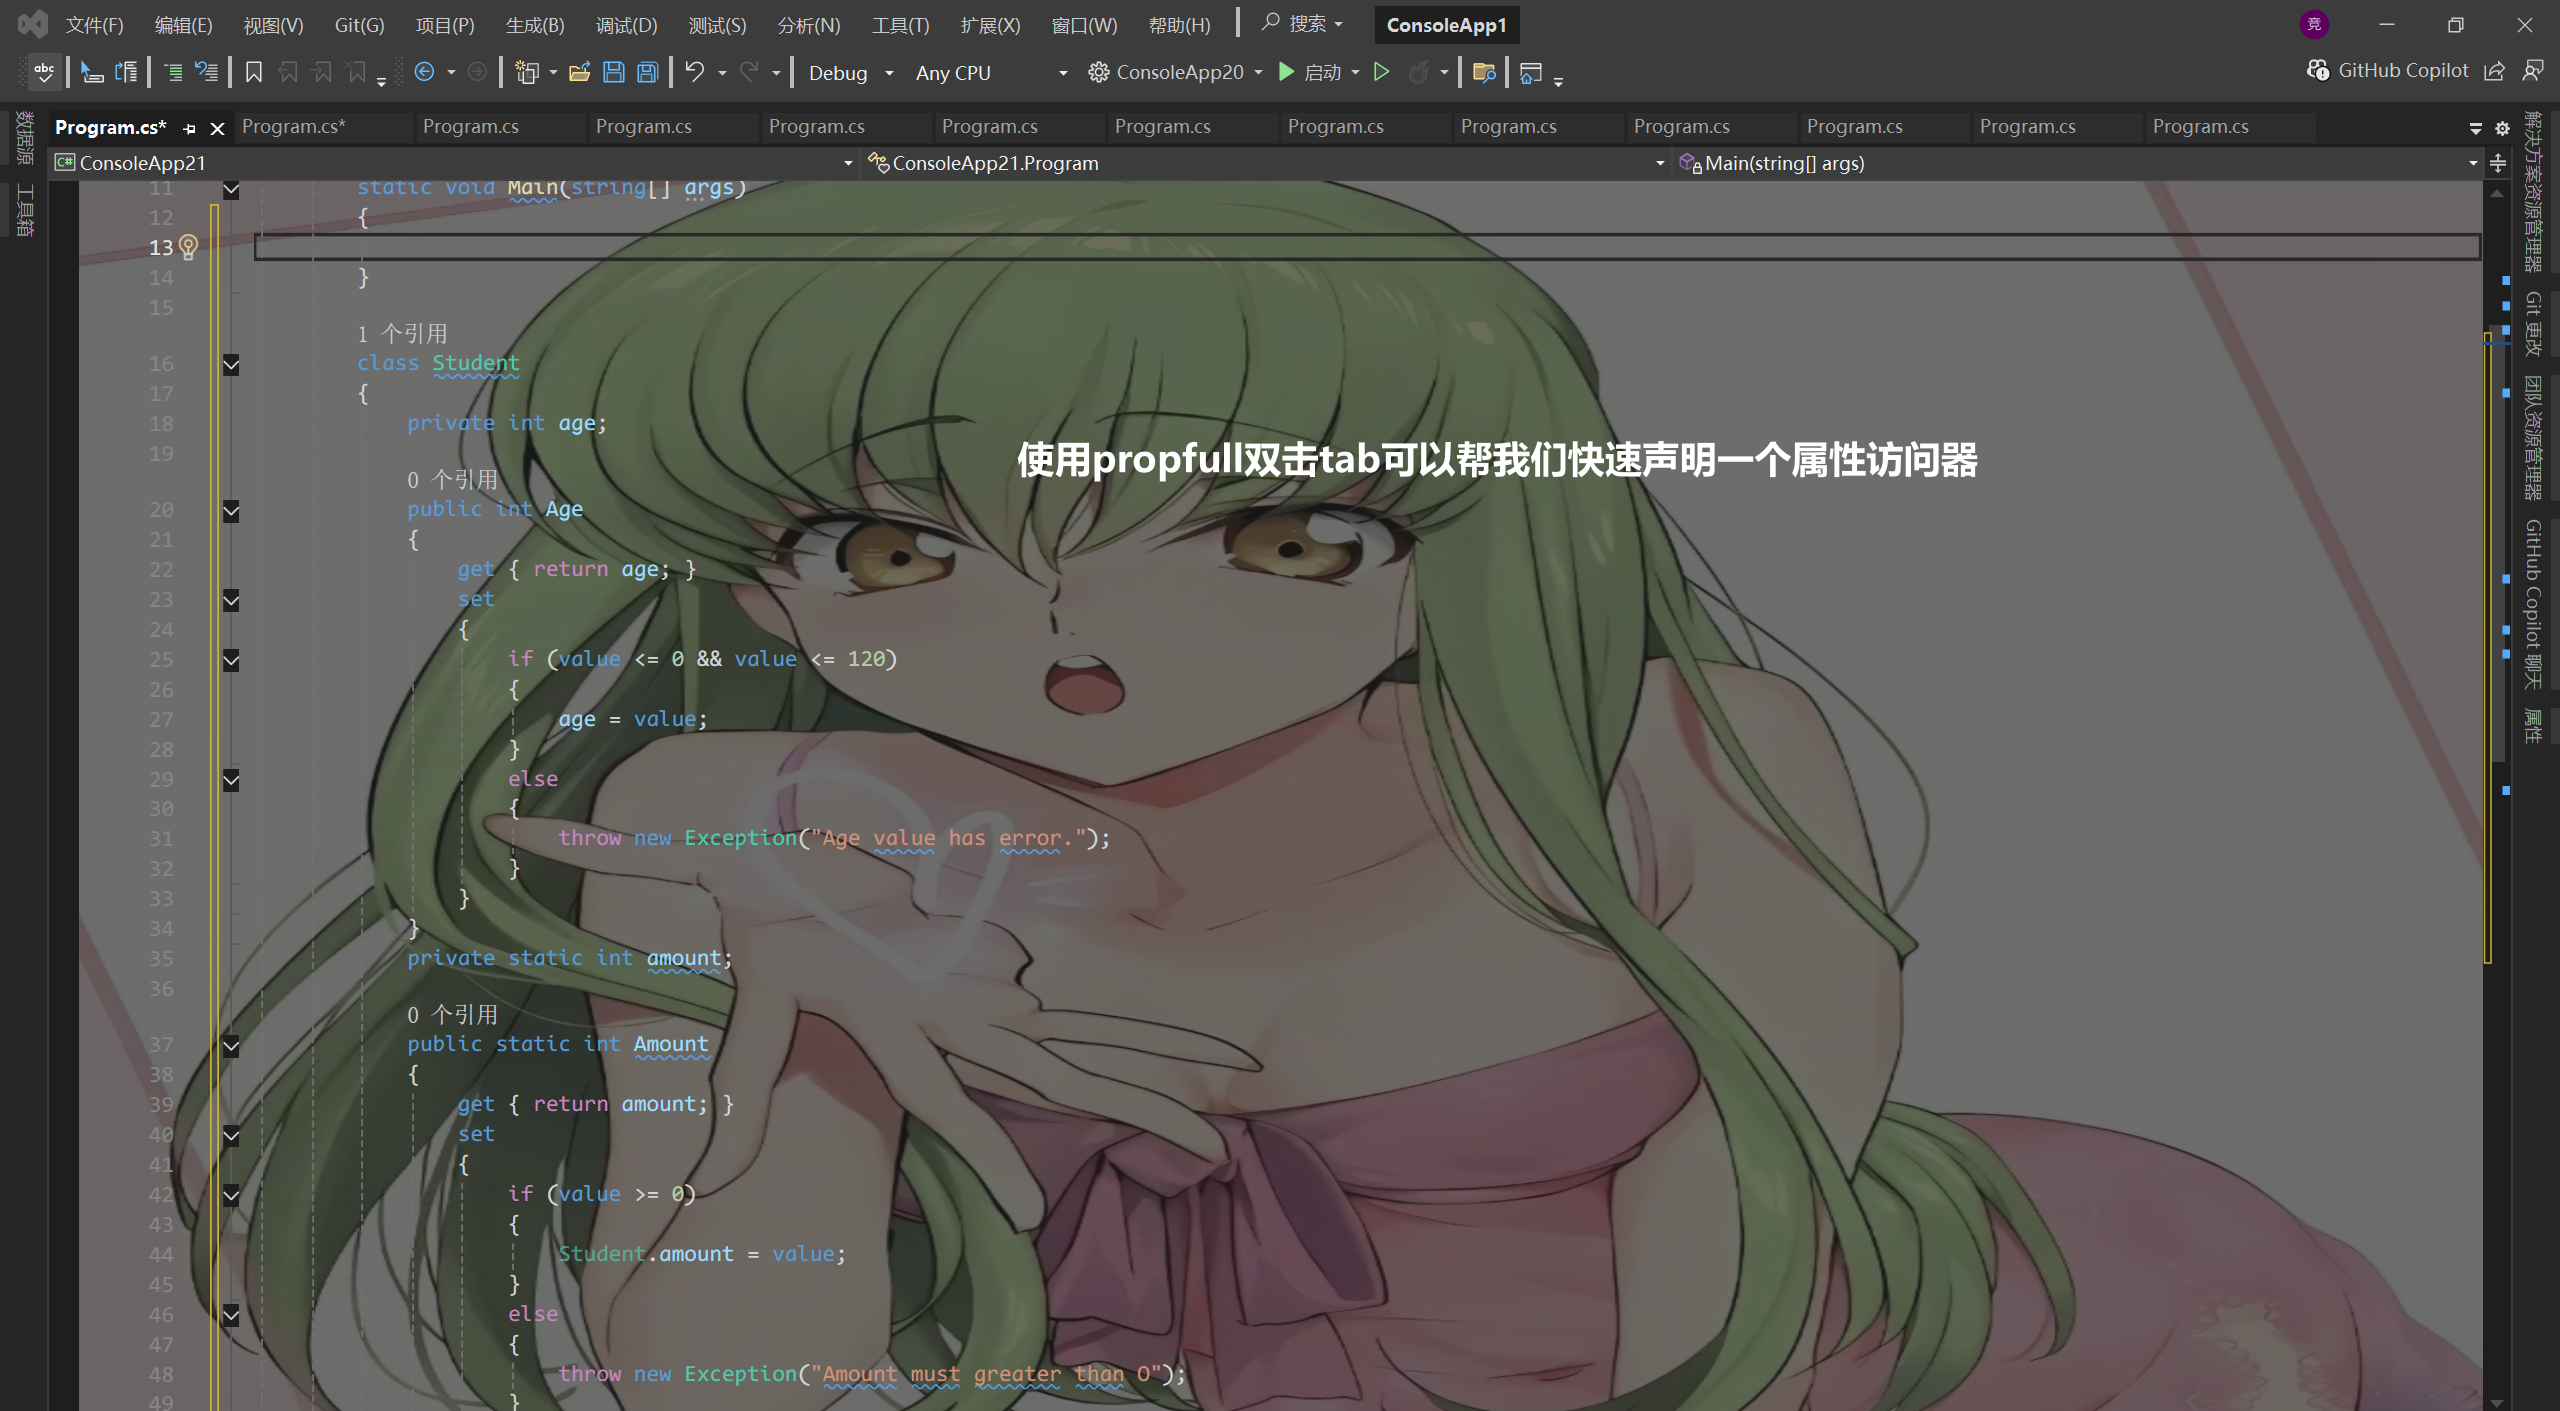 文件(F) 编辑(E) 视图(V) Git(G) 项目(P) 生成(B) 调试(D) 测试(S) 分析(N) 工具(T) 扩展(X) 窗口(W) 帮助(H) 搜索 ConsoleApp1 竞
abc Debug Any CPU ConsoleApp20 启动 GitHub Copilot
Program.cs* Program.cs* Program.cs Program.cs Program.cs Program.cs Program.cs Program.cs Program.cs Program.cs Program.cs Program.cs Program.cs
C# ConsoleApp21 ConsoleApp21.Program Main(string[] args)
数据源
工具箱
11 static void Main(string[] args)
12 {
13
14 }
15
1 个引用
16 class Student
17 {
18 private int age;
19
使用propfull双击tab可以帮我们快速声明一个属性访问器
0 个引用
20 public int Age
21 {
22 get { return age; }
23 set
24 {
25 if (value <= 0 && value <= 120)
26 {
27 age = value;
28 }
29 else
30 {
31 throw new Exception("Age value has error.");
32 }
33 }
34 }
35 private static int amount;
36
0 个引用
37 public static int Amount
38 {
39 get { return amount; }
40 set
41 {
42 if (value >= 0)
43 {
44 Student.amount = value;
45 }
46 else
47 {
48 throw new Exception("Amount must greater than 0");
49 }
解决方案资源管理器
Git 更改
团队资源管理器
GitHub Copilot 聊天
属性